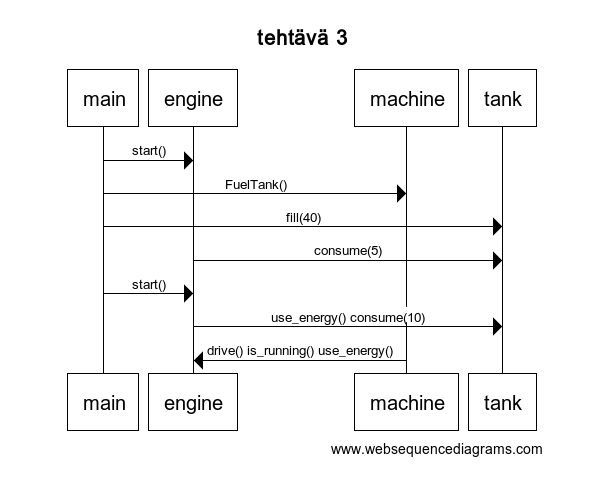 tehtävä 3
main engine machine tank
start()
FuelTank()
fill(40)
consume(5)
start()
use_energy() consume(10)
drive() is_running() use_energy()
main engine machine tank
www.websequencediagrams.com